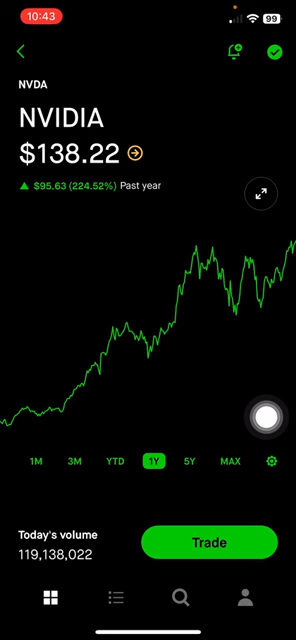 10:43
99
NVDA
NVIDIA
$138.22
▲ $95.63 (224.52%) Past year
1M 3M YTD 1Y 5Y MAX
Today's volume
119,138,022
Trade